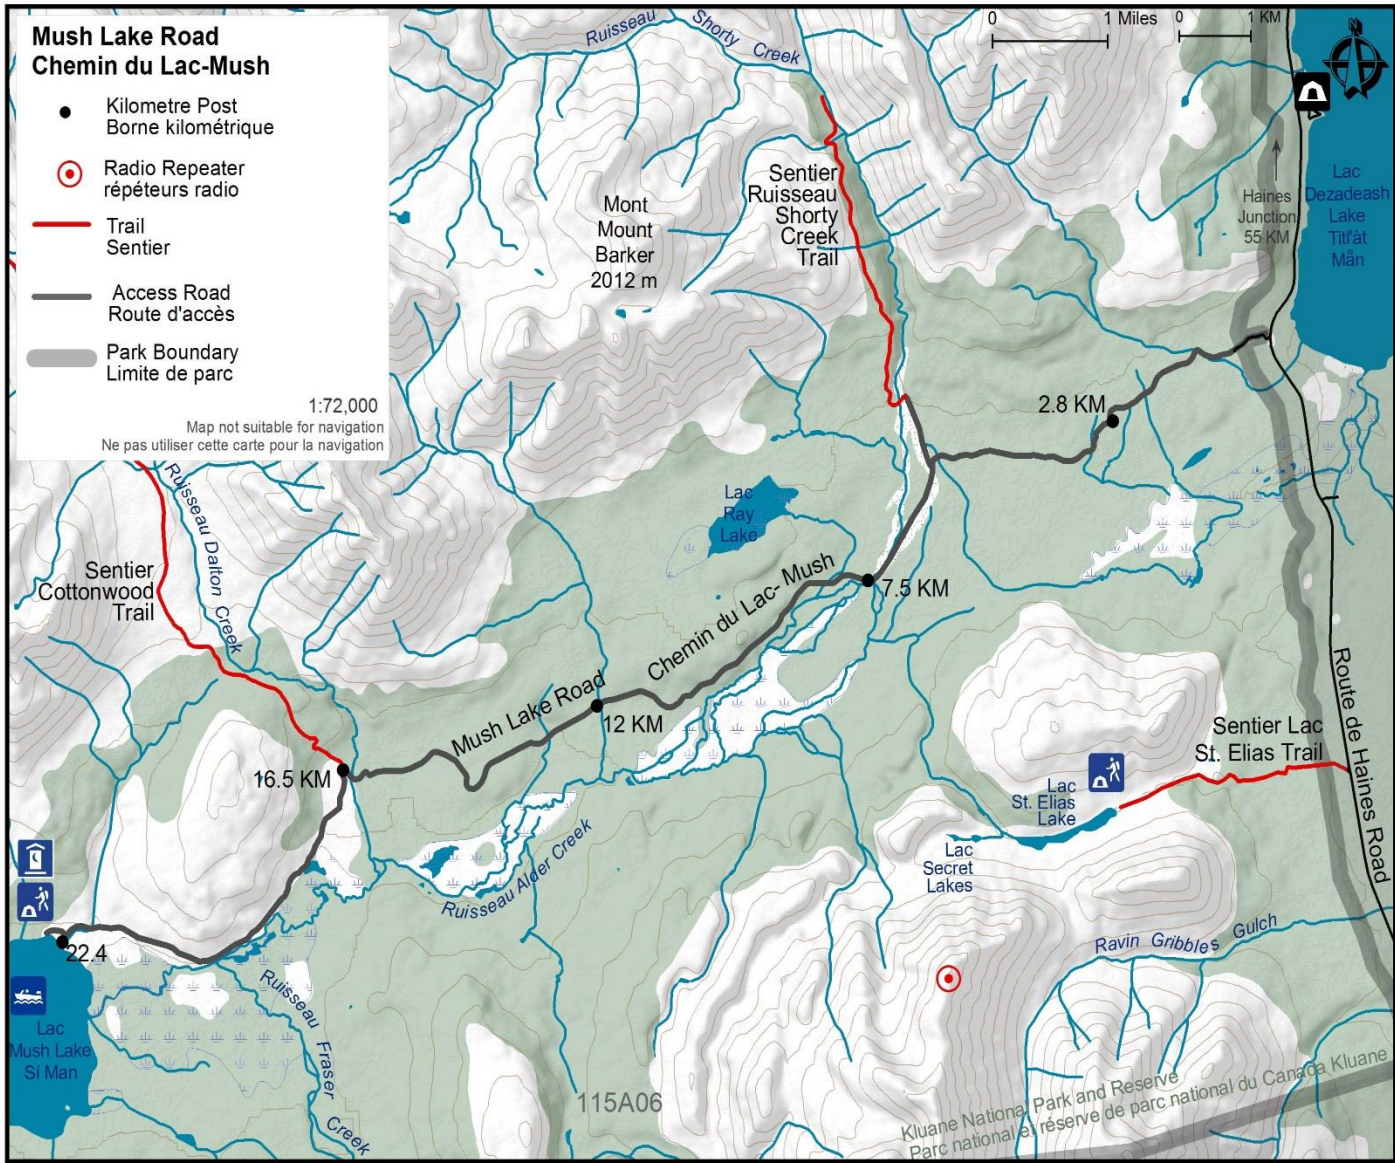 Mush Lake Road
Chemin du Lac-Mush
Kilometre Post
Borne kilométrique
Radio Repeater
répéteurs radio
Trail
Sentier
Access Road
Route d'accès
Park Boundary
Limite de parc
1:72,000
Map not suitable for navigation
Ne pas utiliser cette carte pour la navigation
0 1 Miles
0 1 KM
Ruisseau Shorty Creek
Sentier
Ruisseau
Shorty
Creek
Trail
Mont
Mount
Barker
2012 m
Haines
Junction
55 KM
Lac
Dezadeash
Lake
Titl'àt
Mân
2.8 KM
Lac
Ray
Lake
Ruisseau Dalton Creek
Sentier
Cottonwood
Trail
7.5 KM
Mush Lake Road
Chemin du Lac- Mush
12 KM
16.5 KM
Route de Haines Road
Sentier Lac
St. Elias Trail
Lac
St. Elias
Lake
Lac
Secret
Lakes
Ruisseau Alder Creek
Ravin Gribbles Gulch
22.4
Ruisseau Fraser Creek
Lac
Mush Lake
Sí Man
115A06
Kluane National Park and Reserve
Parc national et réserve de parc national du Canada Kluane